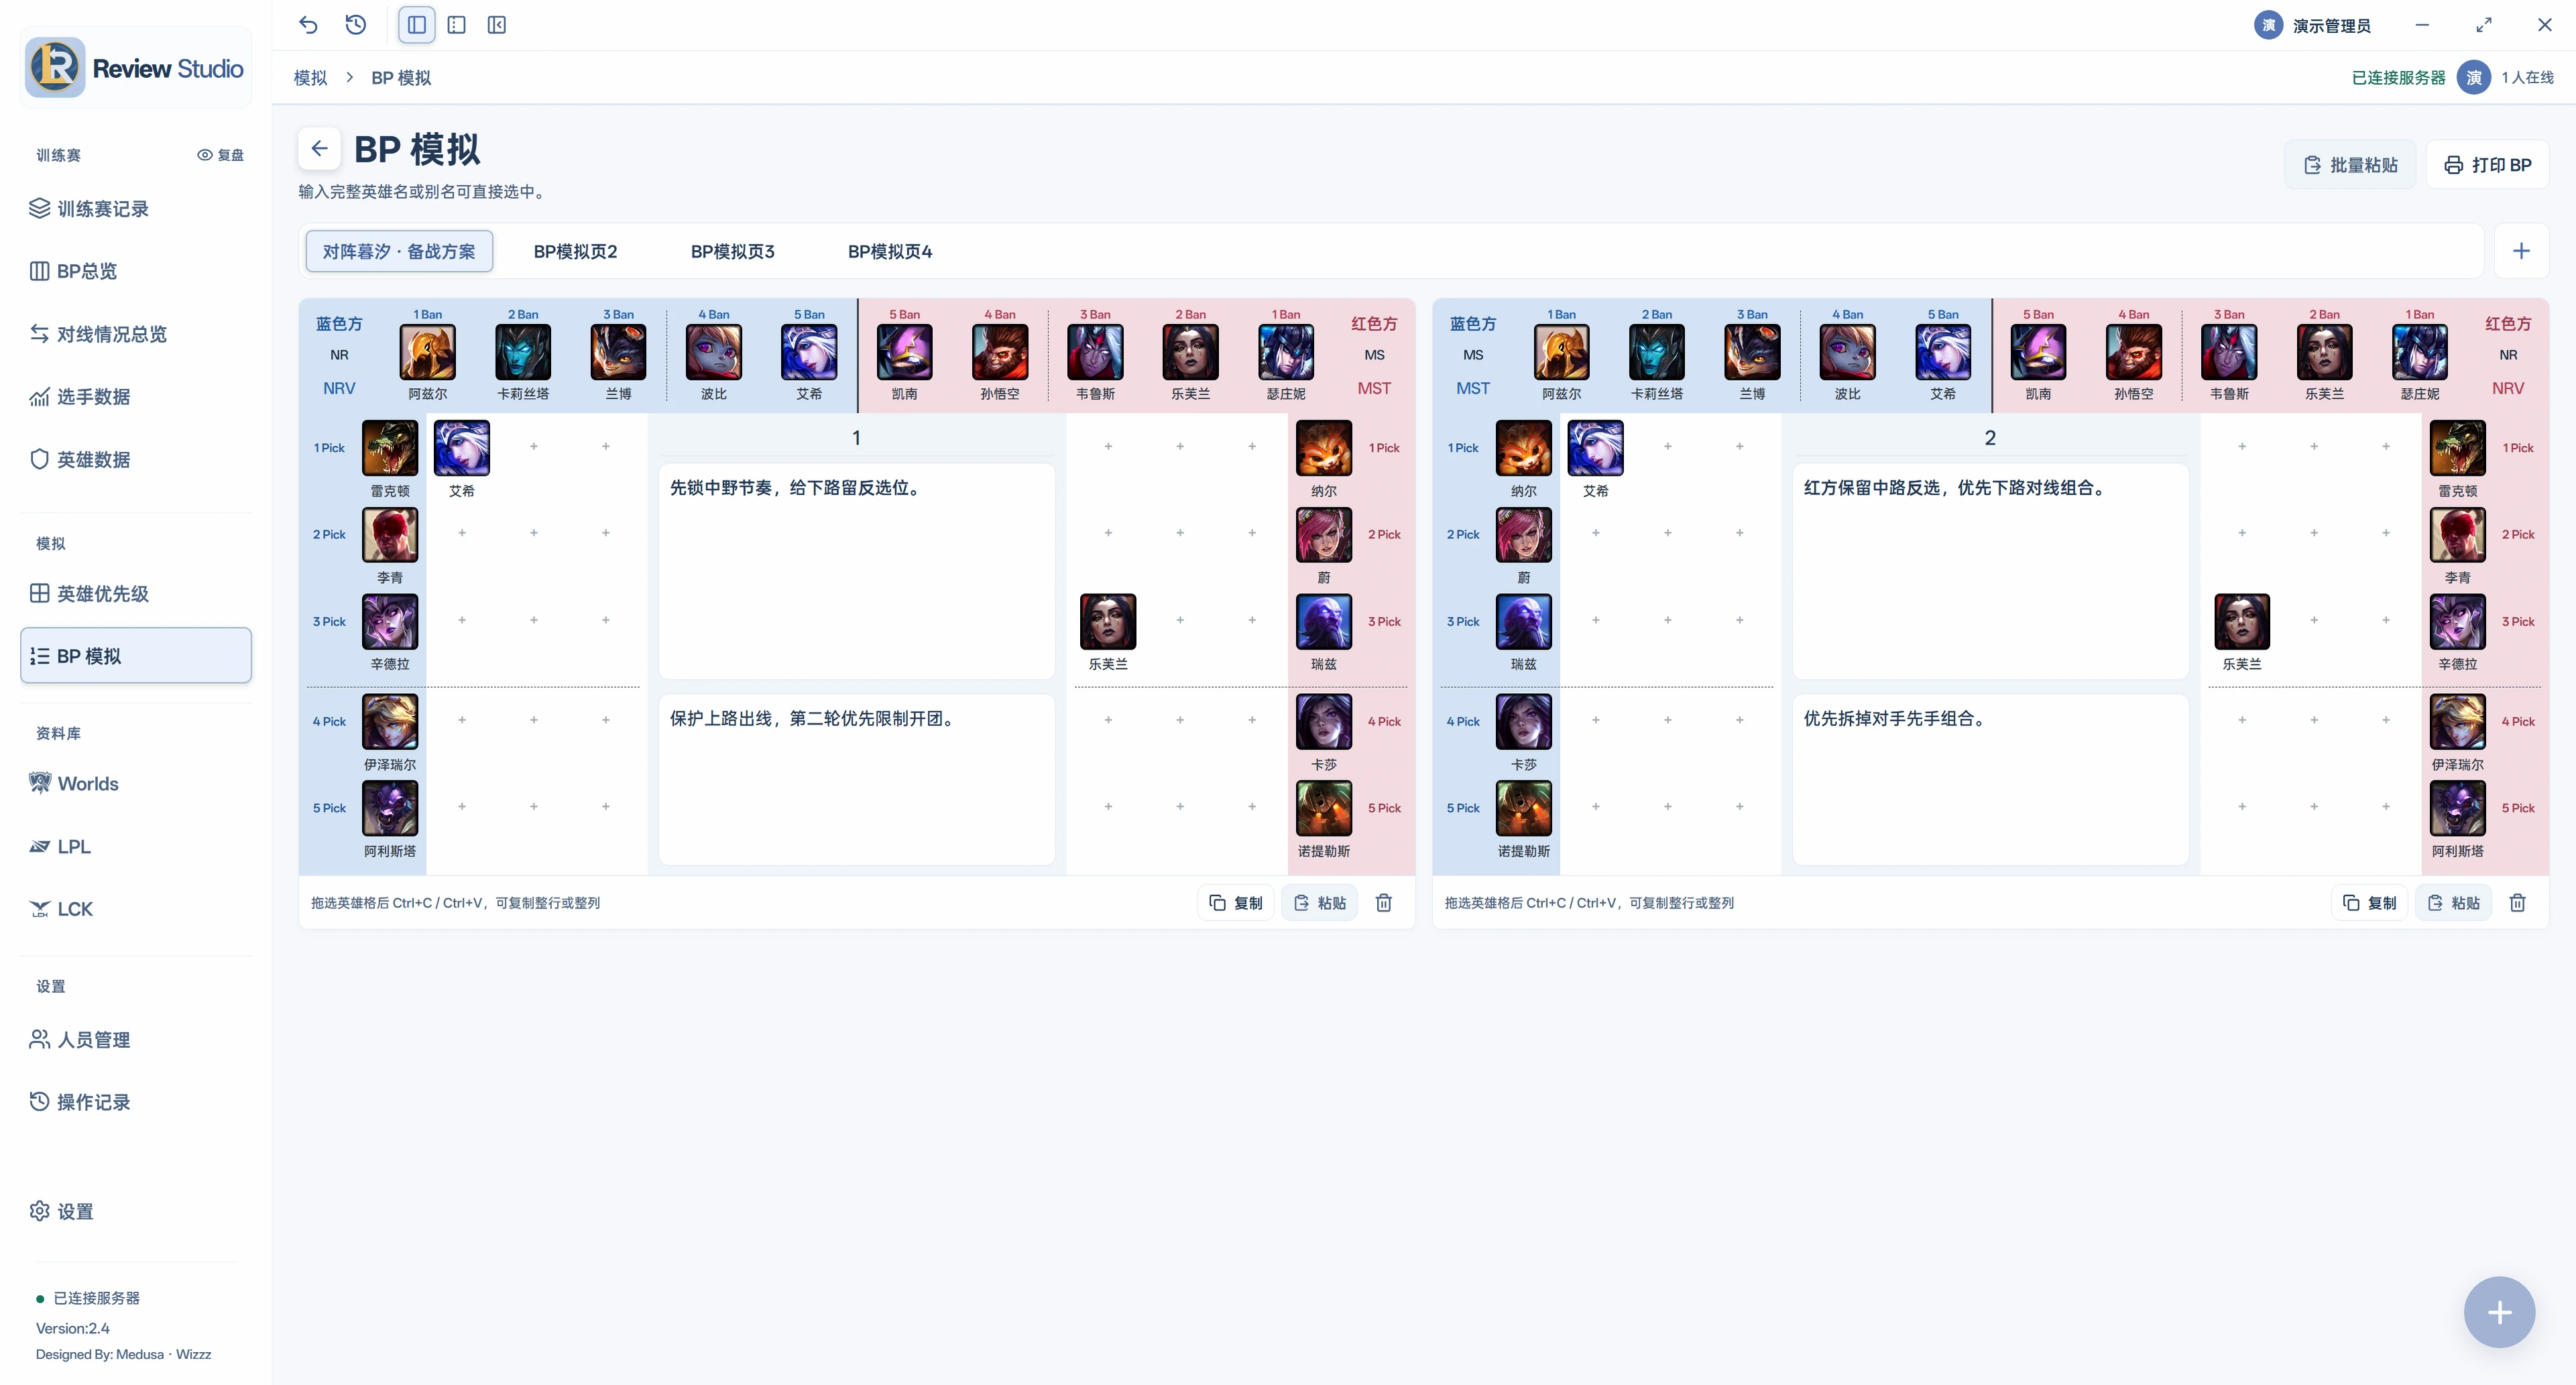 演 演示管理员
Review Studio
模拟 > BP 模拟
已连接服务器 演 1人在线
训练赛 复盘
训练赛记录
BP总览
对线情况总览
选手数据
英雄数据
模拟
英雄优先级
BP 模拟
资料库
Worlds
LPL
LCK
设置
人员管理
操作记录
设置
已连接服务器
Version:2.4
Designed By: Medusa · Wizzz
BP 模拟
输入完整英雄名或别名可直接选中。
批量粘贴 打印 BP
对阵暮汐 · 备战方案 BP模拟页2 BP模拟页3 BP模拟页4
蓝色方
NR
NRV
1 Ban 2 Ban 3 Ban 4 Ban 5 Ban 5 Ban 4 Ban 3 Ban 2 Ban 1 Ban
阿兹尔 卡莉丝塔 兰博 波比 艾希 凯南 孙悟空 韦鲁斯 乐芙兰 瑟庄妮
红色方
MS
MST
1
1 Pick 雷克顿 艾希 纳尔 1 Pick
先锁中野节奏，给下路留反选位。
2 Pick 李青 蔚 2 Pick
3 Pick 辛德拉 乐芙兰 瑞兹 3 Pick
保护上路出线，第二轮优先限制开团。
4 Pick 伊泽瑞尔 卡莎 4 Pick
5 Pick 阿利斯塔 诺提勒斯 5 Pick
拖选英雄格后 Ctrl+C / Ctrl+V，可复制整行或整列 复制 粘贴
蓝色方
MS
MST
1 Ban 2 Ban 3 Ban 4 Ban 5 Ban 5 Ban 4 Ban 3 Ban 2 Ban 1 Ban
阿兹尔 卡莉丝塔 兰博 波比 艾希 凯南 孙悟空 韦鲁斯 乐芙兰 瑟庄妮
红色方
NR
NRV
2
1 Pick 纳尔 艾希 雷克顿 1 Pick
红方保留中路反选，优先下路对线组合。
2 Pick 蔚 李青 2 Pick
3 Pick 瑞兹 乐芙兰 辛德拉 3 Pick
优先拆掉对手先手组合。
4 Pick 卡莎 伊泽瑞尔 4 Pick
5 Pick 诺提勒斯 阿利斯塔 5 Pick
拖选英雄格后 Ctrl+C / Ctrl+V，可复制整行或整列 复制 粘贴